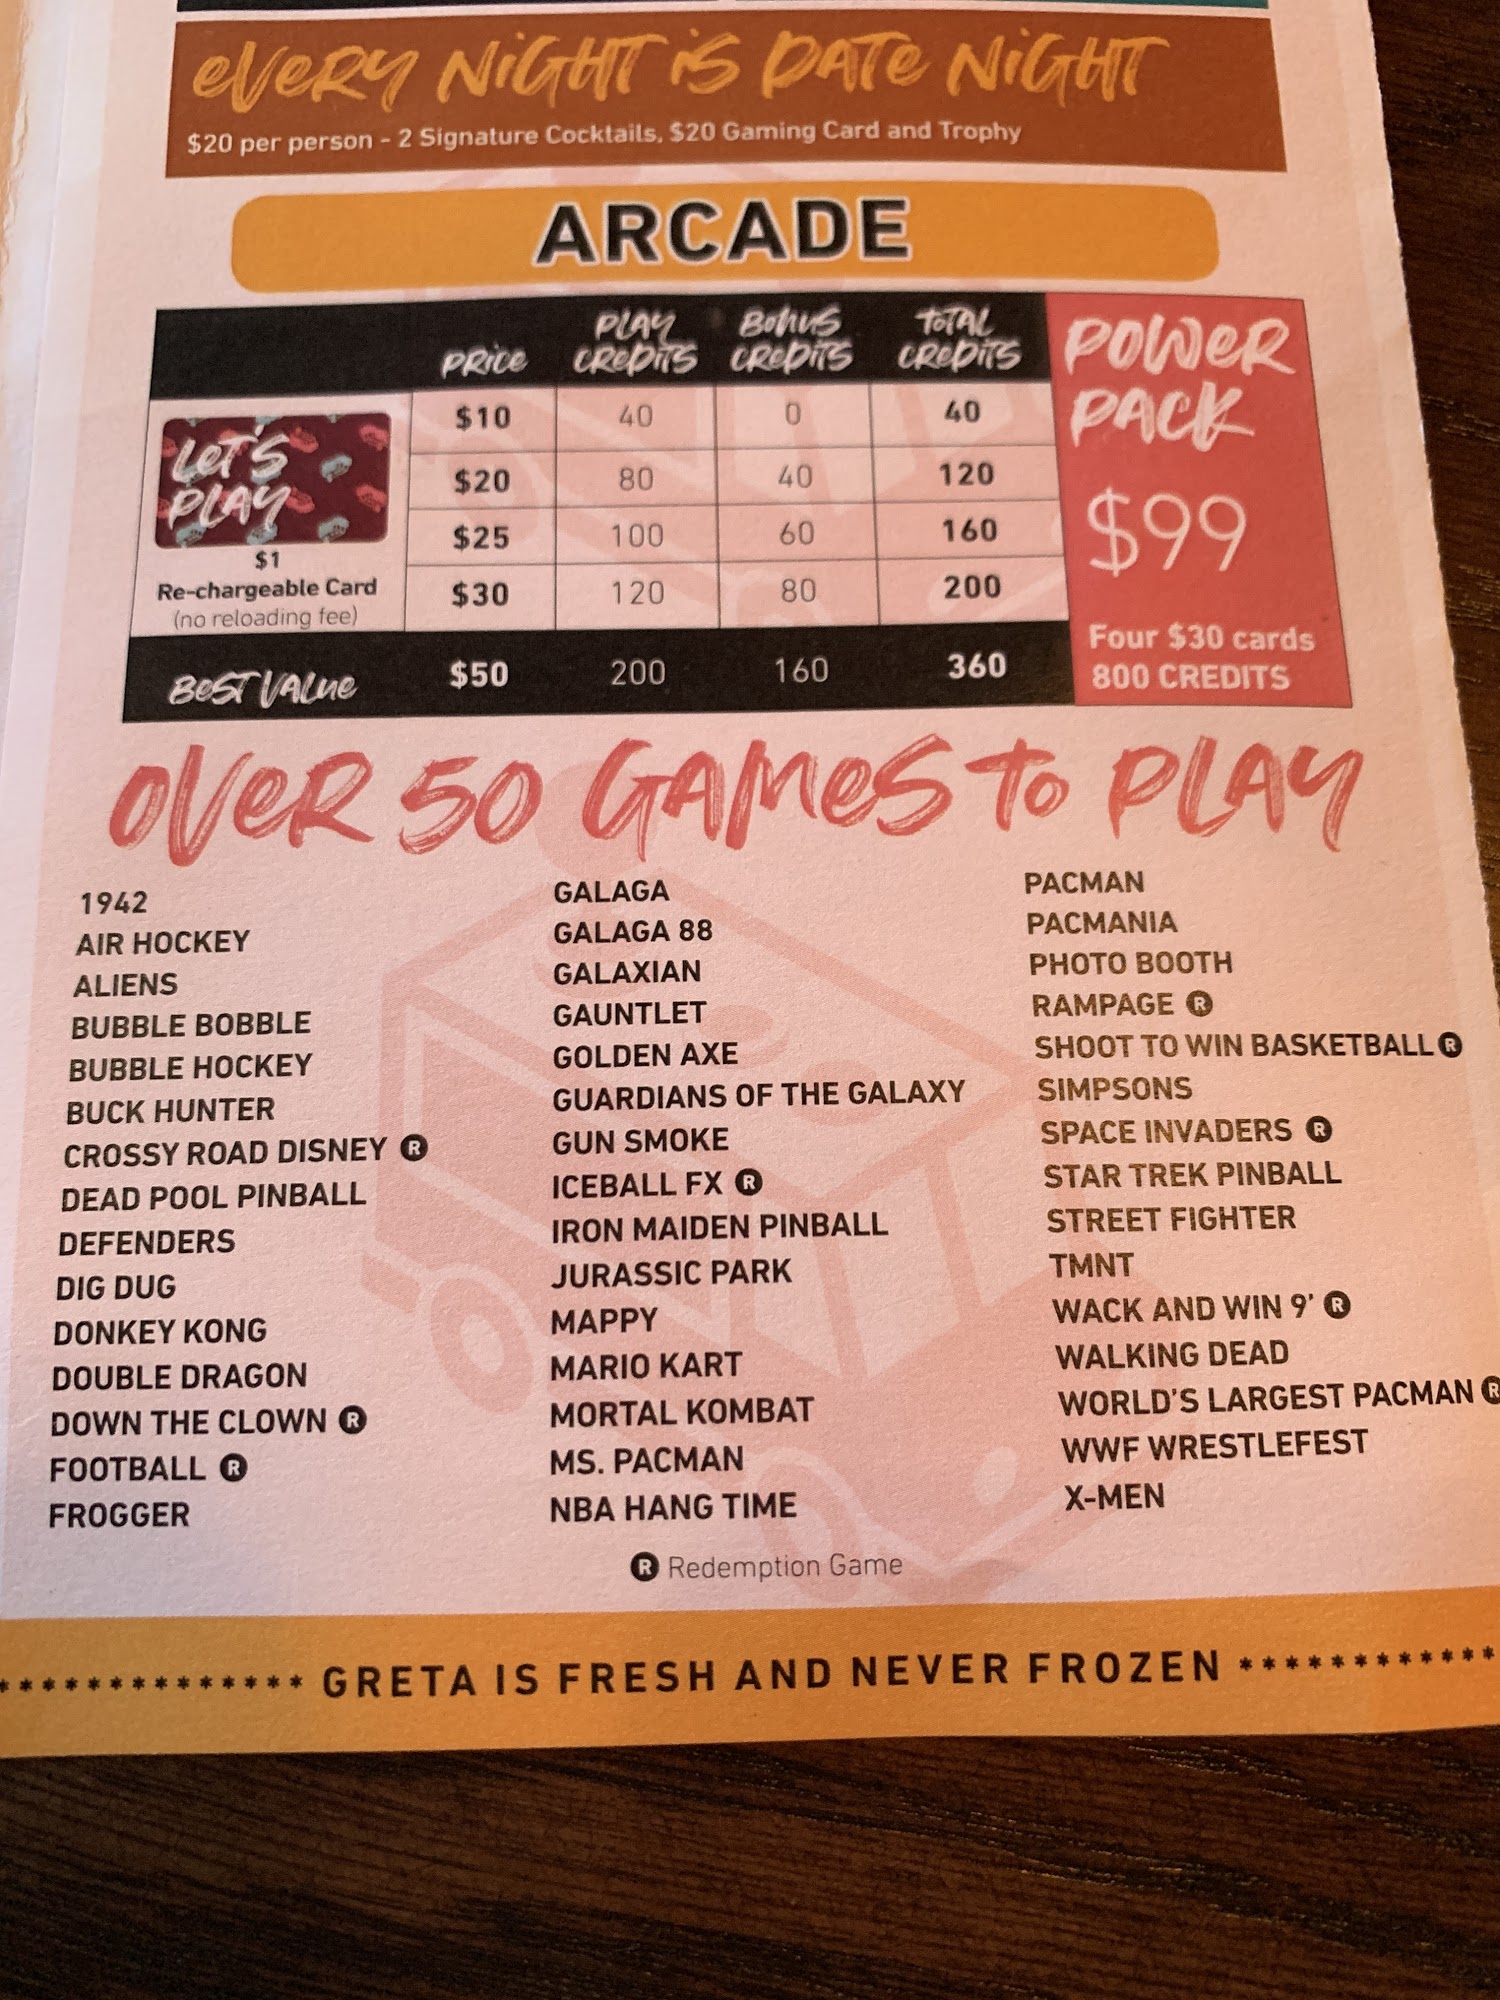 EVERY NIGHT IS DATE NIGHT
$20 per person - 2 Signature Cocktails, $20 Gaming Card and Trophy
ARCADE
PRICE PLAY CREDITS BONUS CREDITS TOTAL CREDITS
$10 40 0 40
$20 80 40 120
$25 100 60 160
$30 120 80 200
LET'S
PLAY
$1
Re-chargeable Card
(no reloading fee)
BEST VALUE $50 200 160 360
POWER
PACK
$99
Four $30 cards
800 CREDITS
OVER 50 GAMES TO PLAY
1942
AIR HOCKEY
ALIENS
BUBBLE BOBBLE
BUBBLE HOCKEY
BUCK HUNTER
CROSSY ROAD DISNEY R
DEAD POOL PINBALL
DEFENDERS
DIG DUG
DONKEY KONG
DOUBLE DRAGON
DOWN THE CLOWN R
FOOTBALL R
FROGGER
GALAGA
GALAGA 88
GALAXIAN
GAUNTLET
GOLDEN AXE
GUARDIANS OF THE GALAXY
GUN SMOKE
ICEBALL FX R
IRON MAIDEN PINBALL
JURASSIC PARK
MAPPY
MARIO KART
MORTAL KOMBAT
MS. PACMAN
NBA HANG TIME
PACMAN
PACMANIA
PHOTO BOOTH
RAMPAGE R
SHOOT TO WIN BASKETBALL R
SIMPSONS
SPACE INVADERS R
STAR TREK PINBALL
STREET FIGHTER
TMNT
WACK AND WIN 9' R
WALKING DEAD
WORLD'S LARGEST PACMAN R
WWF WRESTLEFEST
X-MEN
R Redemption Game
************** GRETA IS FRESH AND NEVER FROZEN ************